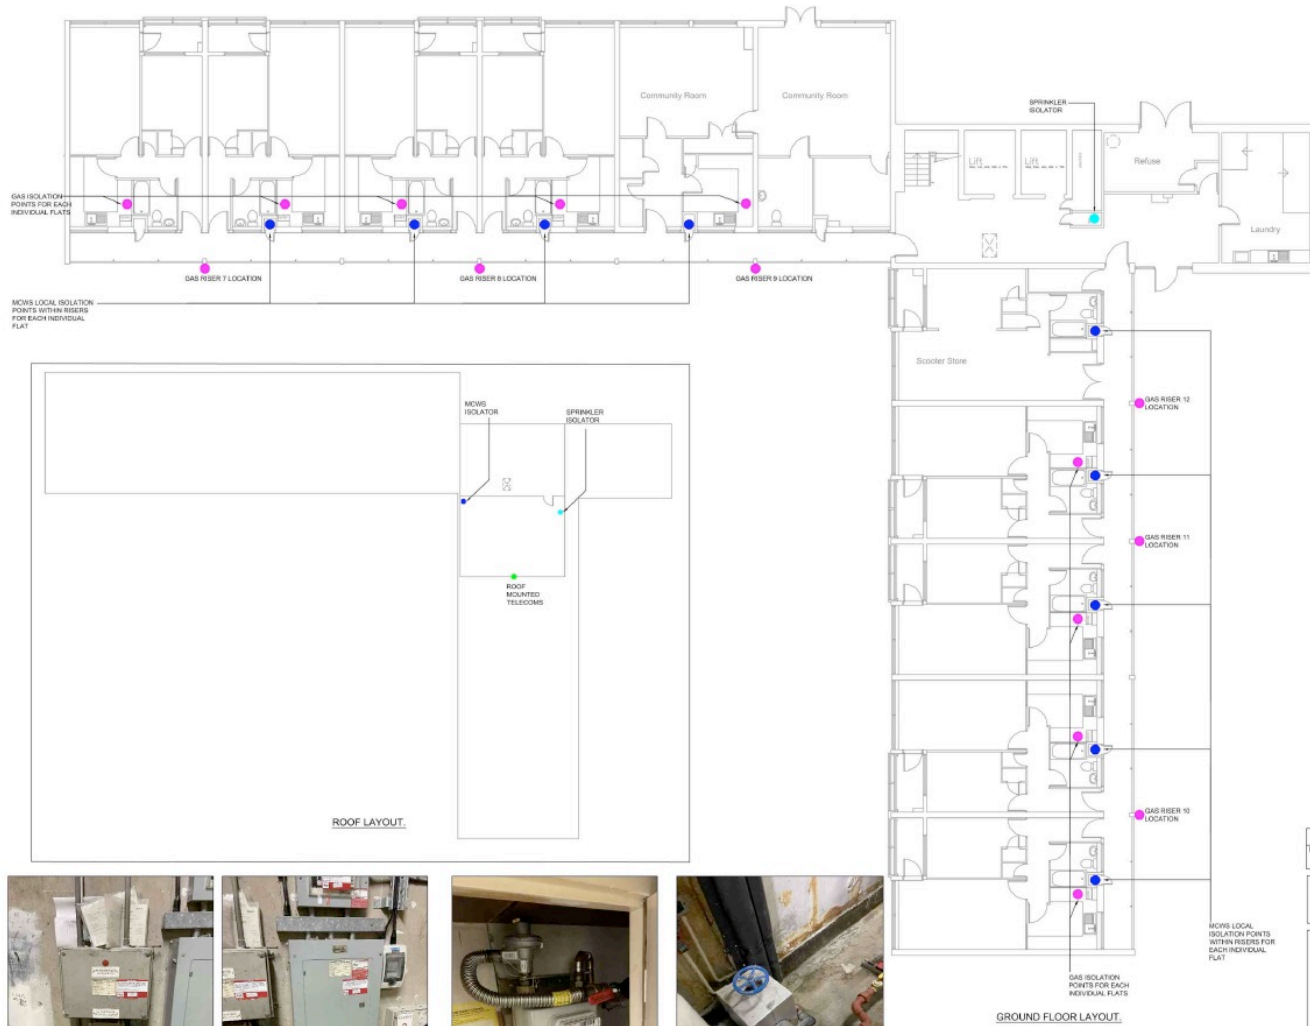 Community Room
Community Room
SPRINKLER
ISOLATOR
Lift
Lift
Refuse
Laundry
GAS ISOLATION
POINTS FOR EACH
INDIVIDUAL FLATS
GAS RISER 7 LOCATION
GAS RISER 8 LOCATION
GAS RISER 9 LOCATION
MCWS LOCAL ISOLATION
POINTS WITHIN RISERS
FOR EACH INDIVIDUAL
FLAT
Scooter Store
GAS RISER 12
LOCATION
GAS RISER 11
LOCATION
GAS RISER 10
LOCATION
MCWS
ISOLATOR
SPRINKLER
ISOLATOR
ROOF
MOUNTED
TELECOMS
ROOF LAYOUT.
MCWS LOCAL
ISOLATION POINTS
WITHIN RISERS FOR
EACH INDIVIDUAL
FLAT
GAS ISOLATION
POINTS FOR EACH
INDIVIDUAL FLATS
GROUND FLOOR LAYOUT.